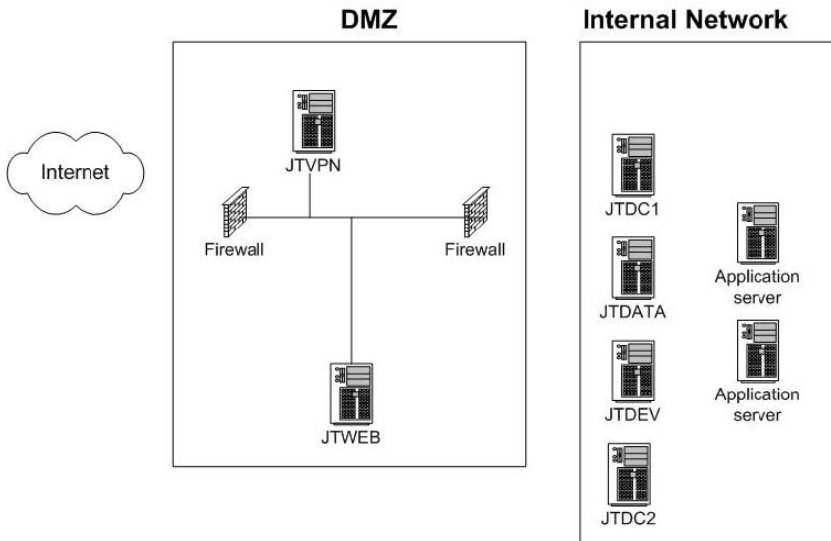 DMZ
Internal Network
Internet
JTVPN
Firewall
Firewall
JTWEB
JTDC1
JTDATA
JTDEV
JTDC2
Application
server
Application
server